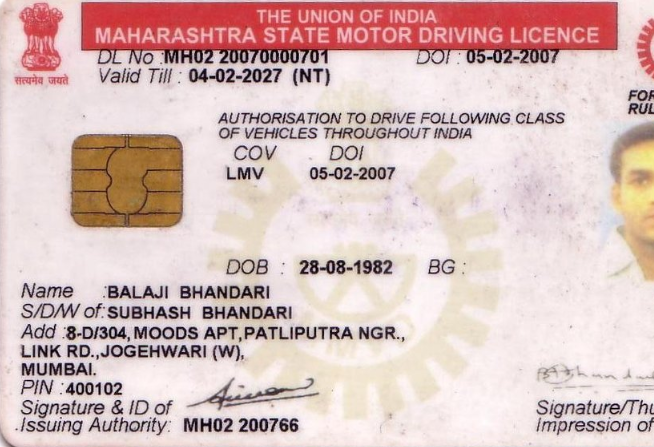 THE UNION OF INDIA
MAHARASHTRA STATE MOTOR DRIVING LICENCE
DL No :MH02 20070000701 DOI : 05-02-2007
Valid Till : 04-02-2027 (NT)
सत्यमेव जयते
FOR
RUL
AUTHORISATION TO DRIVE FOLLOWING CLASS
OF VEHICLES THROUGHOUT INDIA
COV DOI
LMV 05-02-2007
DOB : 28-08-1982 BG :
Name :BALAJI BHANDARI
S/D/W of:SUBHASH BHANDARI
Add :8-D/304,MOODS APT,PATLIPUTRA NGR.,
LINK RD.,JOGEHWARI (W),
MUMBAI.
PIN :400102
Signature & ID of
Issuing Authority: MH02 200766
Signature/Thu
Impression of